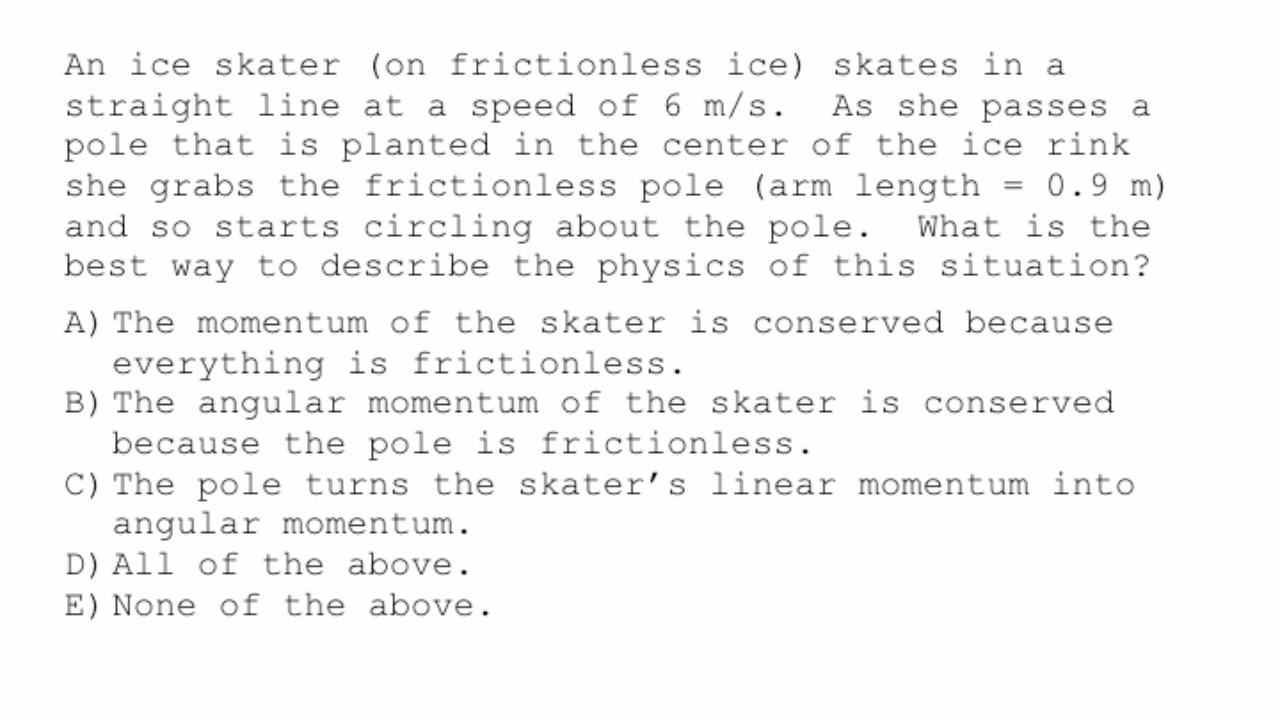 An ice skater (on frictionless ice) skates in a
straight line at a speed of 6 m/s.  As she passes a
pole that is planted in the center of the ice rink
she grabs the frictionless pole (arm length = 0.9 m)
and so starts circling about the pole.  What is the
best way to describe the physics of this situation?
A) The momentum of the skater is conserved because
everything is frictionless.
B) The angular momentum of the skater is conserved
because the pole is frictionless.
C) The pole turns the skater’s linear momentum into
angular momentum.
D) All of the above.
E) None of the above.